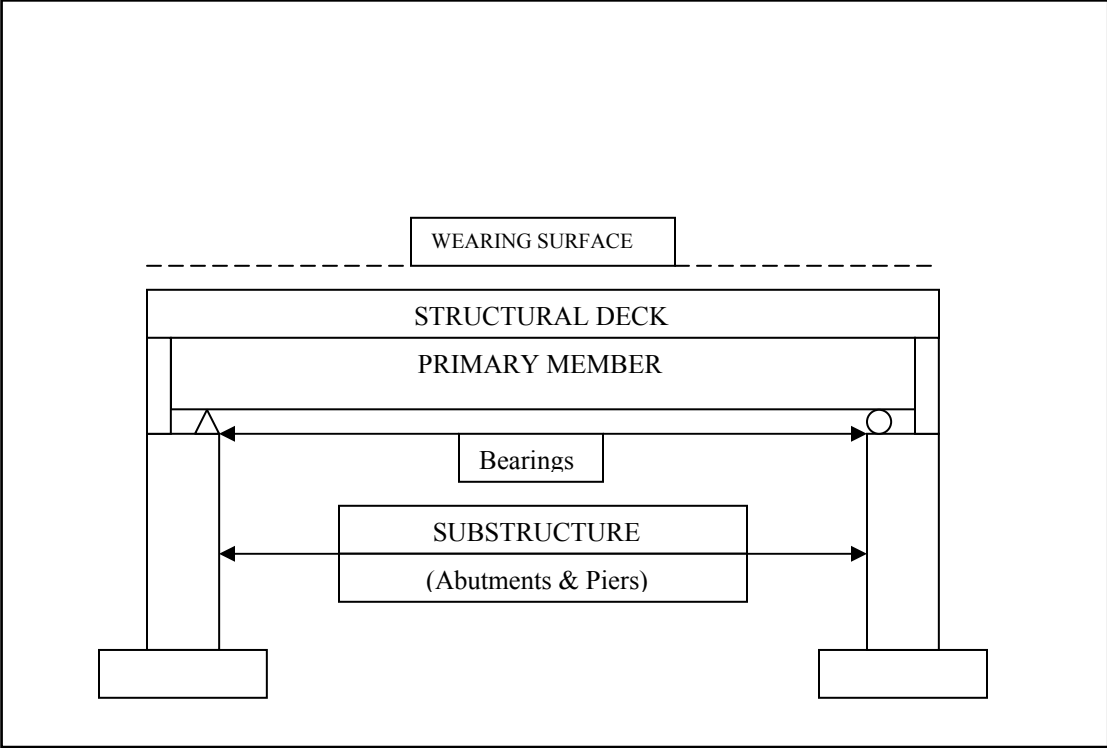 WEARING SURFACE
STRUCTURAL DECK
PRIMARY MEMBER
Bearings
SUBSTRUCTURE
(Abutments & Piers)